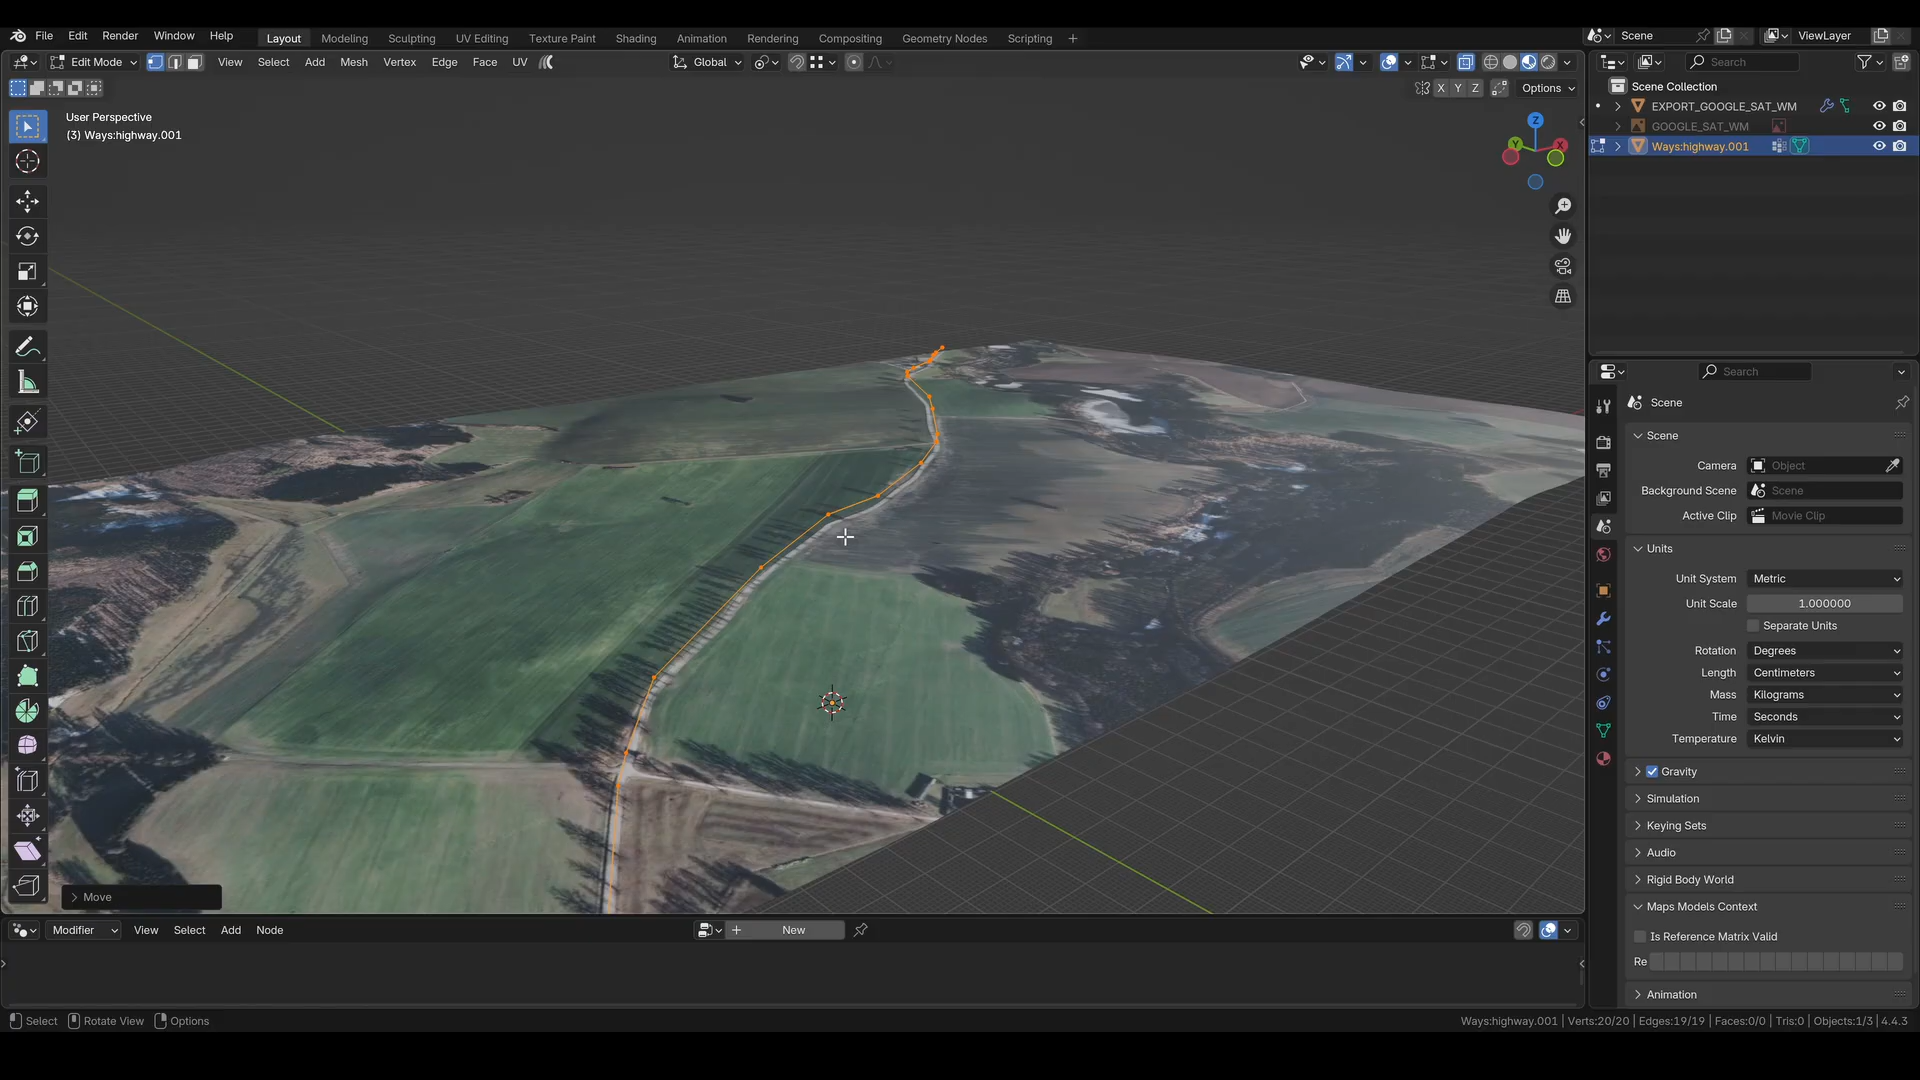 File Edit Render Window Help Layout Modeling Sculpting UV Editing Texture Paint Shading Animation Rendering Compositing Geometry Nodes Scripting + Scene ViewLayer
Edit Mode View Select Add Mesh Vertex Edge Face UV Global Search
X Y Z Options
Scene Collection
EXPORT_GOOGLE_SAT_WM
GOOGLE_SAT_WM
Ways:highway.001
User Perspective
(3) Ways:highway.001
Z
Y X
Search
Scene
Scene
Camera Object
Background Scene Scene
Active Clip Movie Clip
Units
Unit System Metric
Unit Scale 1.000000
Separate Units
Rotation Degrees
Length Centimeters
Mass Kilograms
Time Seconds
Temperature Kelvin
Gravity
Simulation
Keying Sets
Audio
Rigid Body World
Maps Models Context
Is Reference Matrix Valid
Re
Animation
Move
Modifier View Select Add Node New
Select Rotate View Options Ways:highway.001 | Verts:20/20 | Edges:19/19 | Faces:0/0 | Tris:0 | Objects:1/3 | 4.4.3